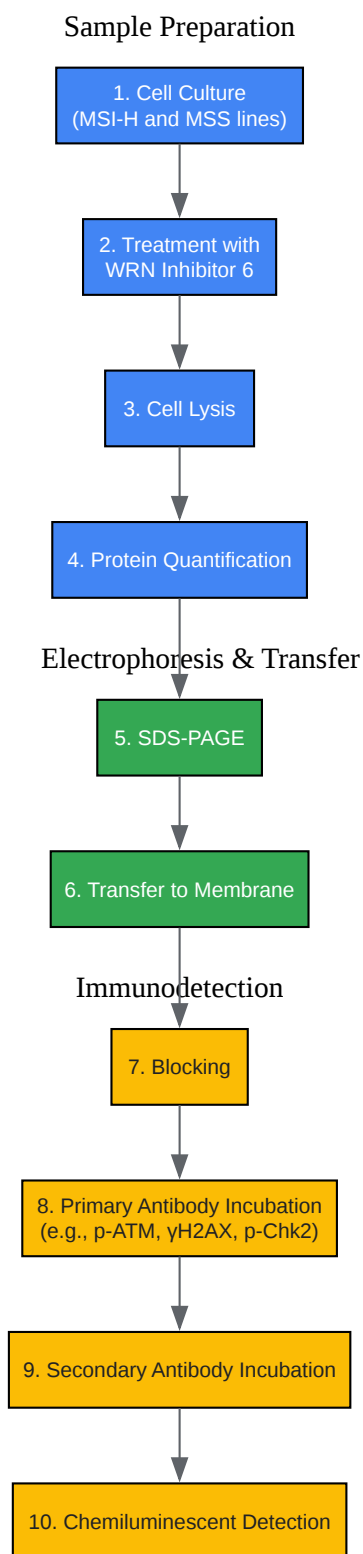 Sample Preparation
1. Cell Culture
(MSI-H and MSS lines)
2. Treatment with
WRN Inhibitor 6
3. Cell Lysis
4. Protein Quantification
Electrophoresis & Transfer
5. SDS-PAGE
6. Transfer to Membrane
Immunodetection
7. Blocking
8. Primary Antibody Incubation
(e.g., p-ATM, γH2AX, p-Chk2)
9. Secondary Antibody Incubation
10. Chemiluminescent Detection